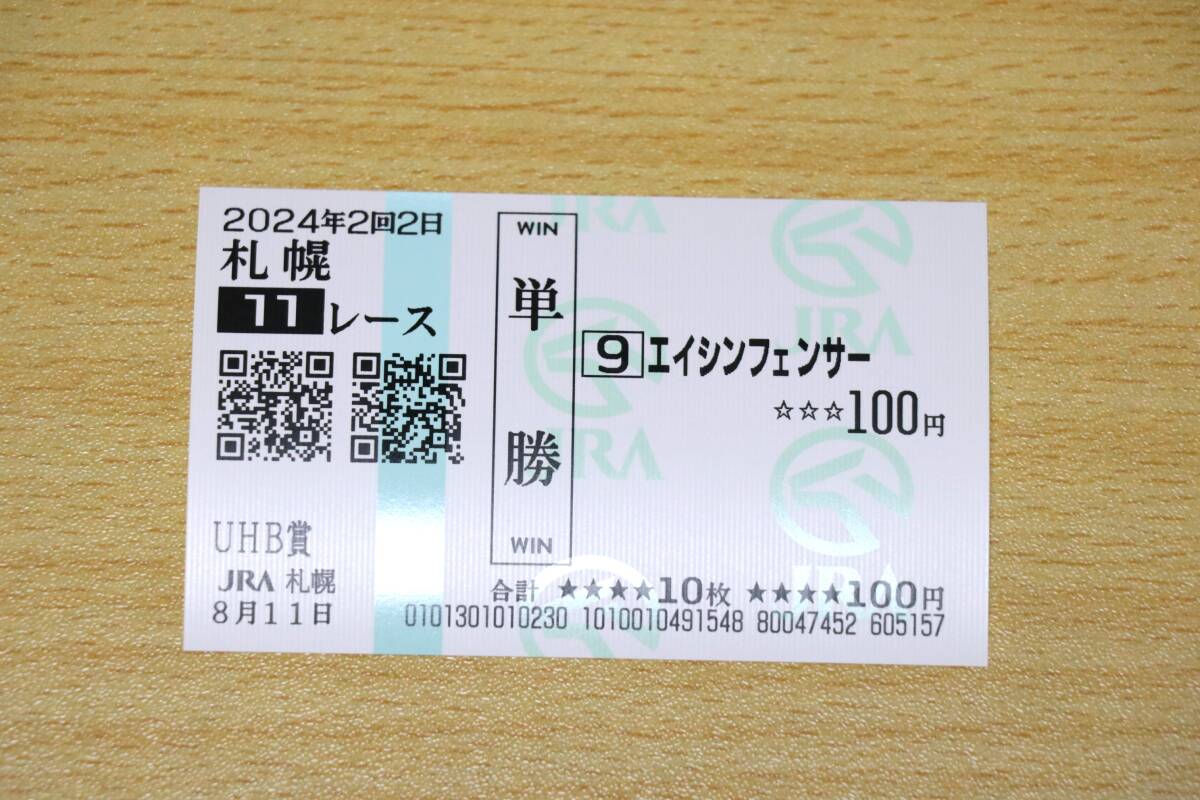 2024年2回2日
札幌
11レース
UHB賞
JRA 札幌
8月11日
WIN
単勝
WIN
9エイシンフェンサー
☆☆☆100円
合計 ★★★★10枚 ★★★★100円
0101301010230 1010010491548 80047452 605157
JRA
JRA
JRA
JRA